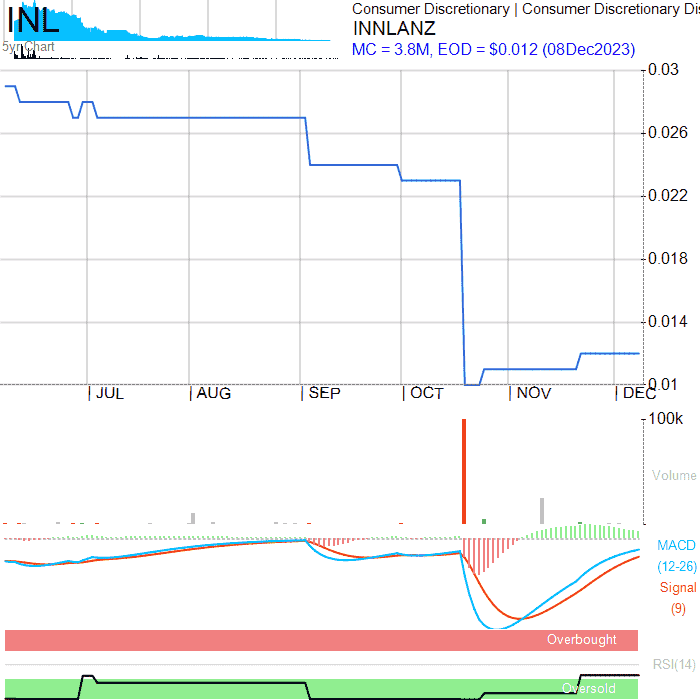 INL
5yr Chart
Consumer Discretionary | Consumer Discretionary Dis
INNLANZ
MC = 3.8M, EOD = $0.012 (08Dec2023)
0.03
0.026
0.022
0.018
0.014
0.01
JUL AUG SEP OCT NOV DEC
100k
Volume
MACD
(12-26)
Signal
(9)
Overbought
RSI(14)
Oversold